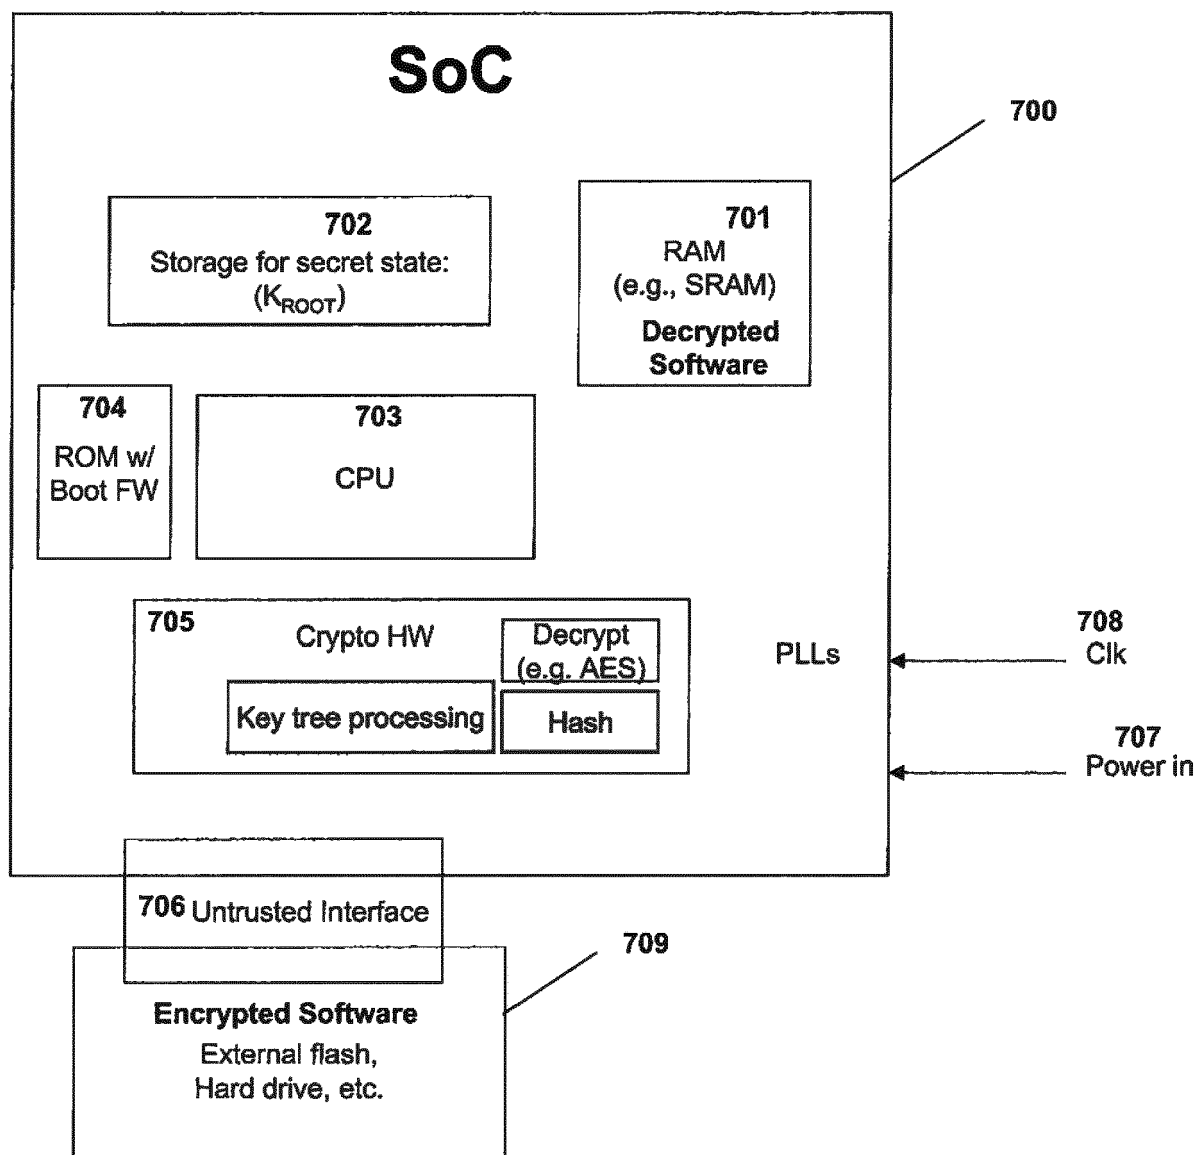 SoC
700
702
Storage for secret state:
(KROOT)
701
RAM
(e.g., SRAM)
Decrypted
Software
704
ROM w/
Boot FW
703
CPU
705
Crypto HW
Decrypt
(e.g. AES)
Key tree processing
Hash
PLLs
708
Clk
707
Power in
706 Untrusted Interface
709
Encrypted Software
External flash,
Hard drive, etc.